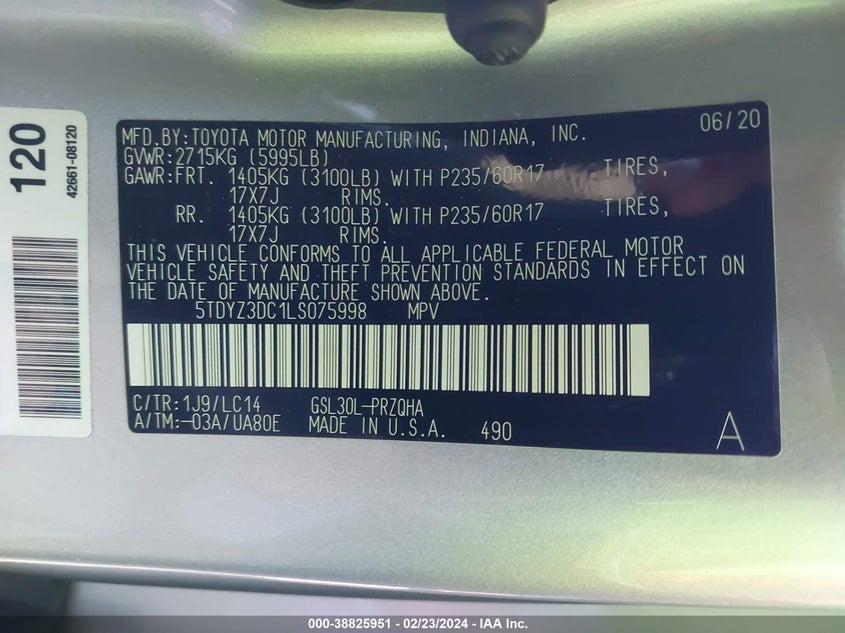 120
42661-08120
MFD.BY:TOYOTA MOTOR MANUFACTURING, INDIANA, INC. 06/20
GVWR:2715KG (5995LB)
GAWR:FRT. 1405KG (3100LB) WITH P235/60R17 TIRES,
17X7J RIMS.
RR. 1405KG (3100LB) WITH P235/60R17 TIRES,
17X7J RIMS.
THIS VEHICLE CONFORMS TO ALL APPLICABLE FEDERAL MOTOR
VEHICLE SAFETY AND THEFT PREVENTION STANDARDS IN EFFECT ON
THE DATE OF MANUFACTURE SHOWN ABOVE.
5TDYZ3DC1LS075998 MPV
C/TR:1J9/LC14 GSL30L-PRZQHA
A/TM:-03A/UA80E MADE IN U.S.A. 490 A
000-38825951 - 02/23/2024 - IAA Inc.